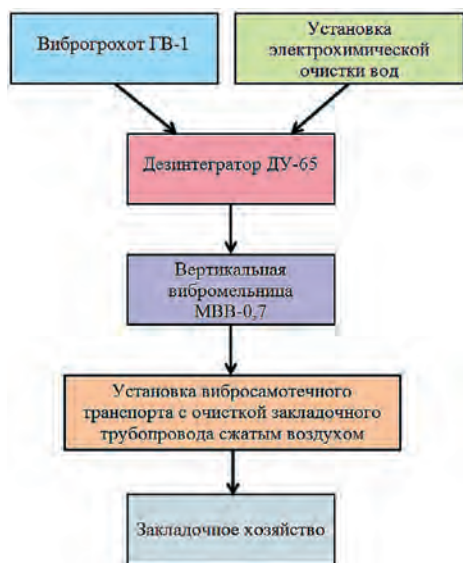 Виброгрохот ГВ-1
Установка
электрохимической
очистки вод
Дезинтегратор ДУ-65
Вертикальная
вибромельница
МВВ-0,7
Установка вибросамотечного
транспорта с очисткой закладочного
трубопровода сжатым воздухом
Закладочное хозяйство